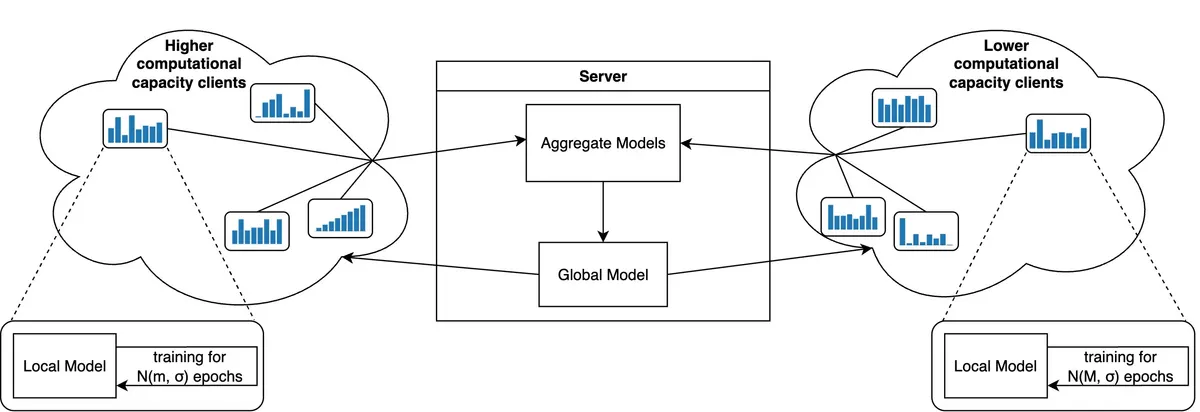 Higher
computational
capacity clients
Server
Aggregate Models
Global Model
Lower
computational
capacity clients
Local Model
training for
N(m, σ) epochs
Local Model
training for
N(M, σ) epochs